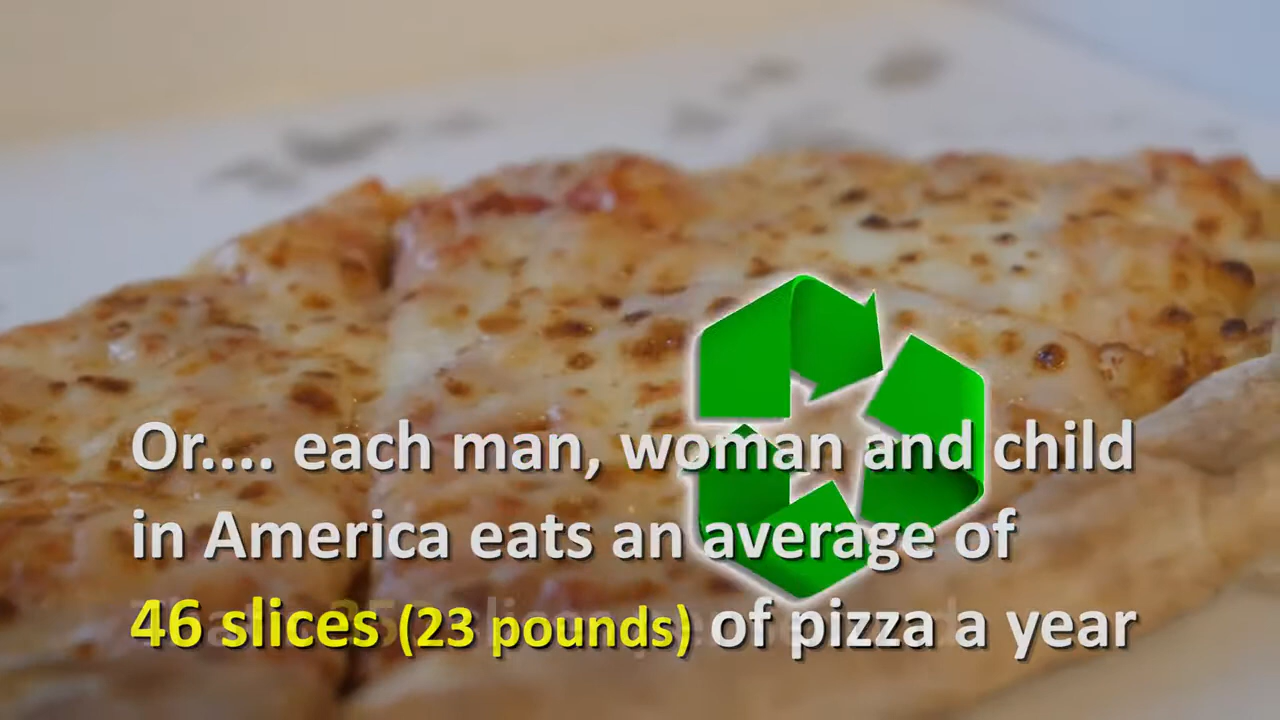 Or.... each man, woman and child
in America eats an average of
46 slices (23 pounds) of pizza a year